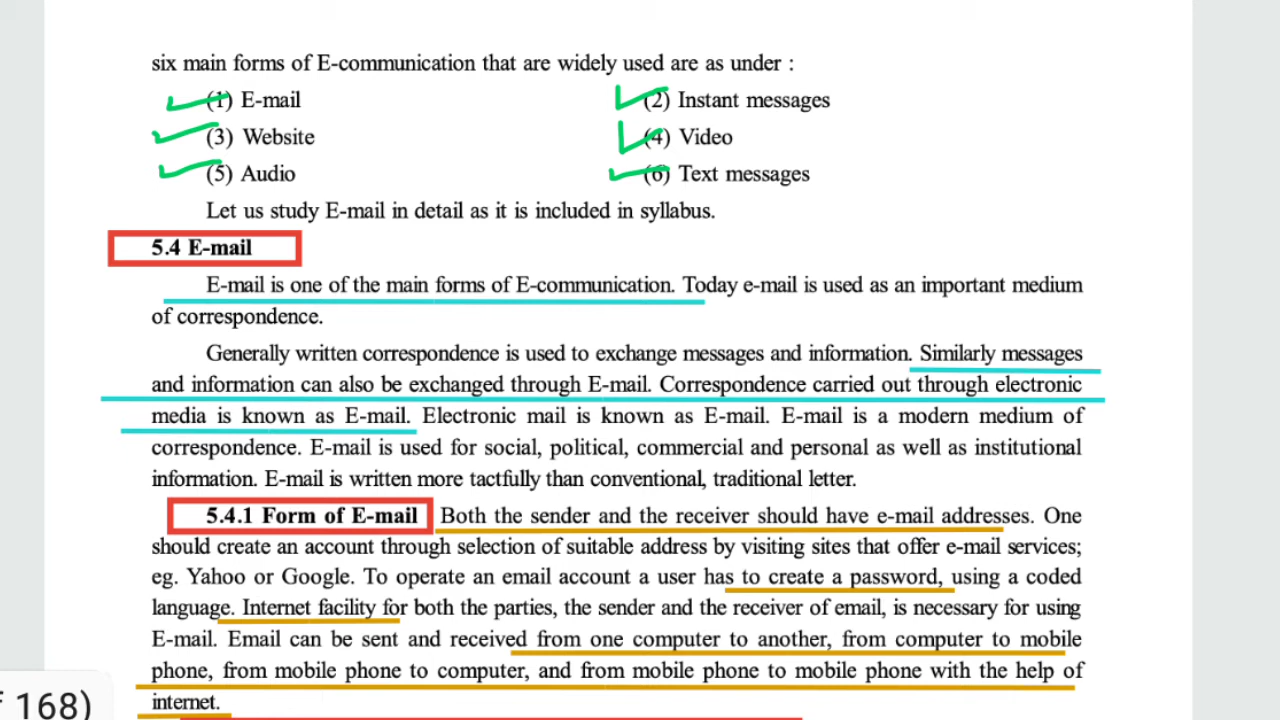 six main forms of E-communication that are widely used are as under :
(1) E-mail (2) Instant messages
(3) Website (4) Video
(5) Audio (6) Text messages
Let us study E-mail in detail as it is included in syllabus.
5.4 E-mail
E-mail is one of the main forms of E-communication. Today e-mail is used as an important medium
of correspondence.
Generally written correspondence is used to exchange messages and information. Similarly messages
and information can also be exchanged through E-mail. Correspondence carried out through electronic
media is known as E-mail. Electronic mail is known as E-mail. E-mail is a modern medium of
correspondence. E-mail is used for social, political, commercial and personal as well as institutional
information. E-mail is written more tactfully than conventional, traditional letter.
5.4.1 Form of E-mail Both the sender and the receiver should have e-mail addresses. One
should create an account through selection of suitable address by visiting sites that offer e-mail services;
eg. Yahoo or Google. To operate an email account a user has to create a password, using a coded
language. Internet facility for both the parties, the sender and the receiver of email, is necessary for using
E-mail. Email can be sent and received from one computer to another, from computer to mobile
phone, from mobile phone to computer, and from mobile phone to mobile phone with the help of
internet.
168)